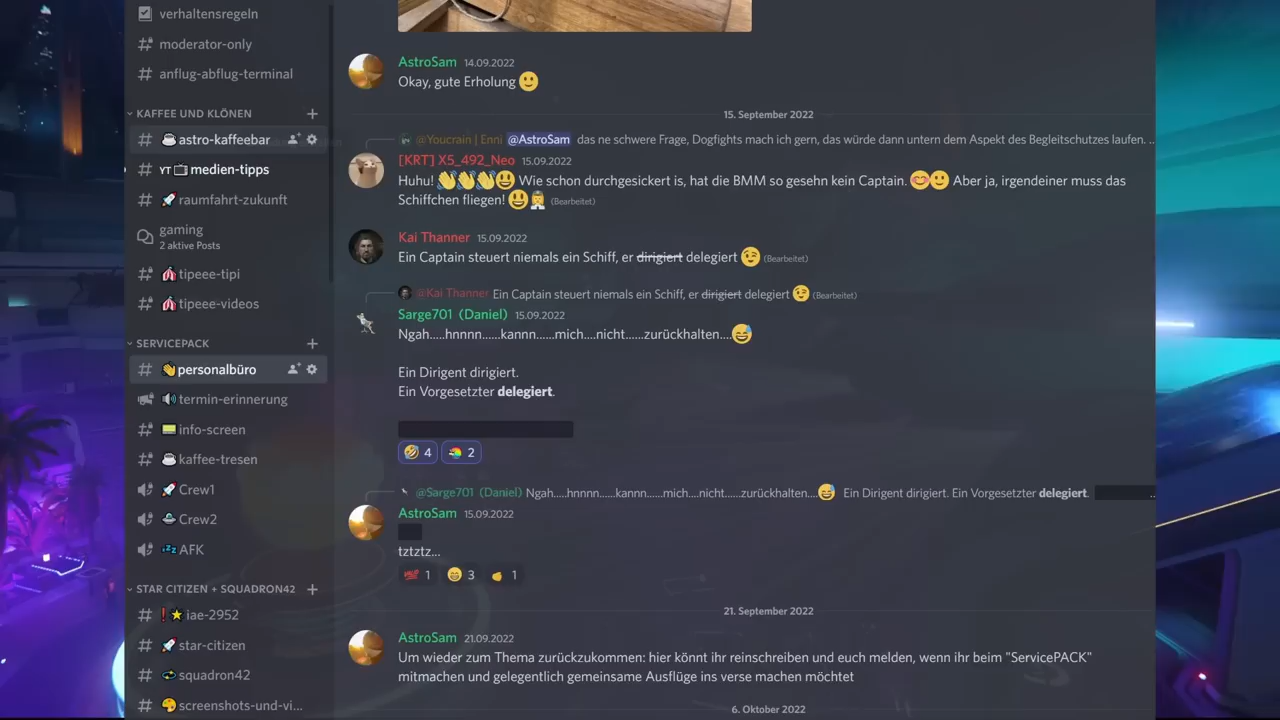 verhaltensregeln
moderator-only
anflug-abflug-terminal
KAFFEE UND KLÖNEN
astro-kaffeebar
YT medien-tipps
raumfahrt-zukunft
gaming
2 aktive Posts
tipeee-tipi
tipeee-videos
SERVICEPACK
personalbüro
termin-erinnerung
info-screen
kaffee-tresen
Crew1
Crew2
AFK
STAR CITIZEN + SQUADRON42
iae-2952
star-citizen
squadron42
screenshots-und-vi...
AstroSam 14.09.2022
Okay, gute Erholung 🙂
15. September 2022
@Youcrain | Enni @AstroSam das ne schwere Frage, Dogfights mach ich gern, das würde dann untern dem Aspekt des Begleitschutzes laufen. ..
[KRT] X5_492_Neo 15.09.2022
Huhu! 👋👋👋😃 Wie schon durchgesickert is, hat die BMM so gesehn kein Captain. 😊🙂 Aber ja, irgendeiner muss das
Schiffchen fliegen! 😃 (Bearbeitet)
Kai Thanner 15.09.2022
Ein Captain steuert niemals ein Schiff, er dirigiert delegiert 😉 (Bearbeitet)
@Kai Thanner Ein Captain steuert niemals ein Schiff, er dirigiert delegiert 😉 (Bearbeitet)
Sarge701 (Daniel) 15.09.2022
Ngah.....hnnnn......kannn......mich....nicht......zurückhalten....😅
Ein Dirigent dirigiert.
Ein Vorgesetzter delegiert.
4 2
@Sarge701 (Daniel) Ngah.....hnnnn......kannn......mich....nicht......zurückhalten....😅 Ein Dirigent dirigiert. Ein Vorgesetzter delegiert. ..
AstroSam 15.09.2022
tztztz...
1 3 1
21. September 2022
AstroSam 21.09.2022
Um wieder zum Thema zurückzukommen: hier könnt ihr reinschreiben und euch melden, wenn ihr beim "ServicePACK"
mitmachen und gelegentlich gemeinsame Ausflüge ins verse machen möchtet
6. Oktober 2022